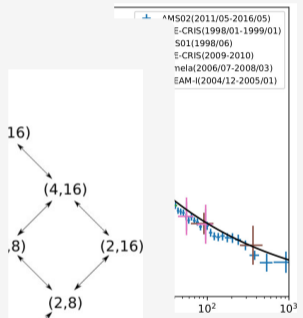 AMS02(2011/05-2016/05)
E-CRIS(1998/01-1999/01)
S01(1998/06)
E-CRIS(2009-2010)
mela(2006/07-2008/03)
EAM-I(2004/12-2005/01)
16)
(4,16)
,8)
(2,16)
(2,8)
10²
10³